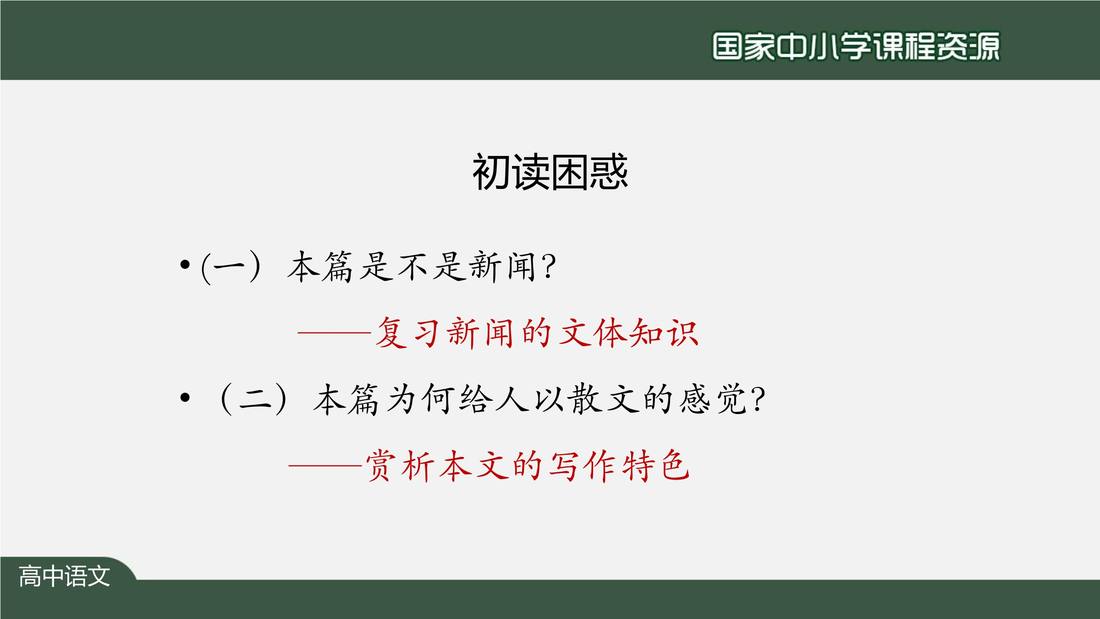 国家中小学课程资源
初读困惑
•(一）本篇是不是新闻？
——复习新闻的文体知识
•（二）本篇为何给人以散文的感觉?
——赏析本文的写作特色
高中语文